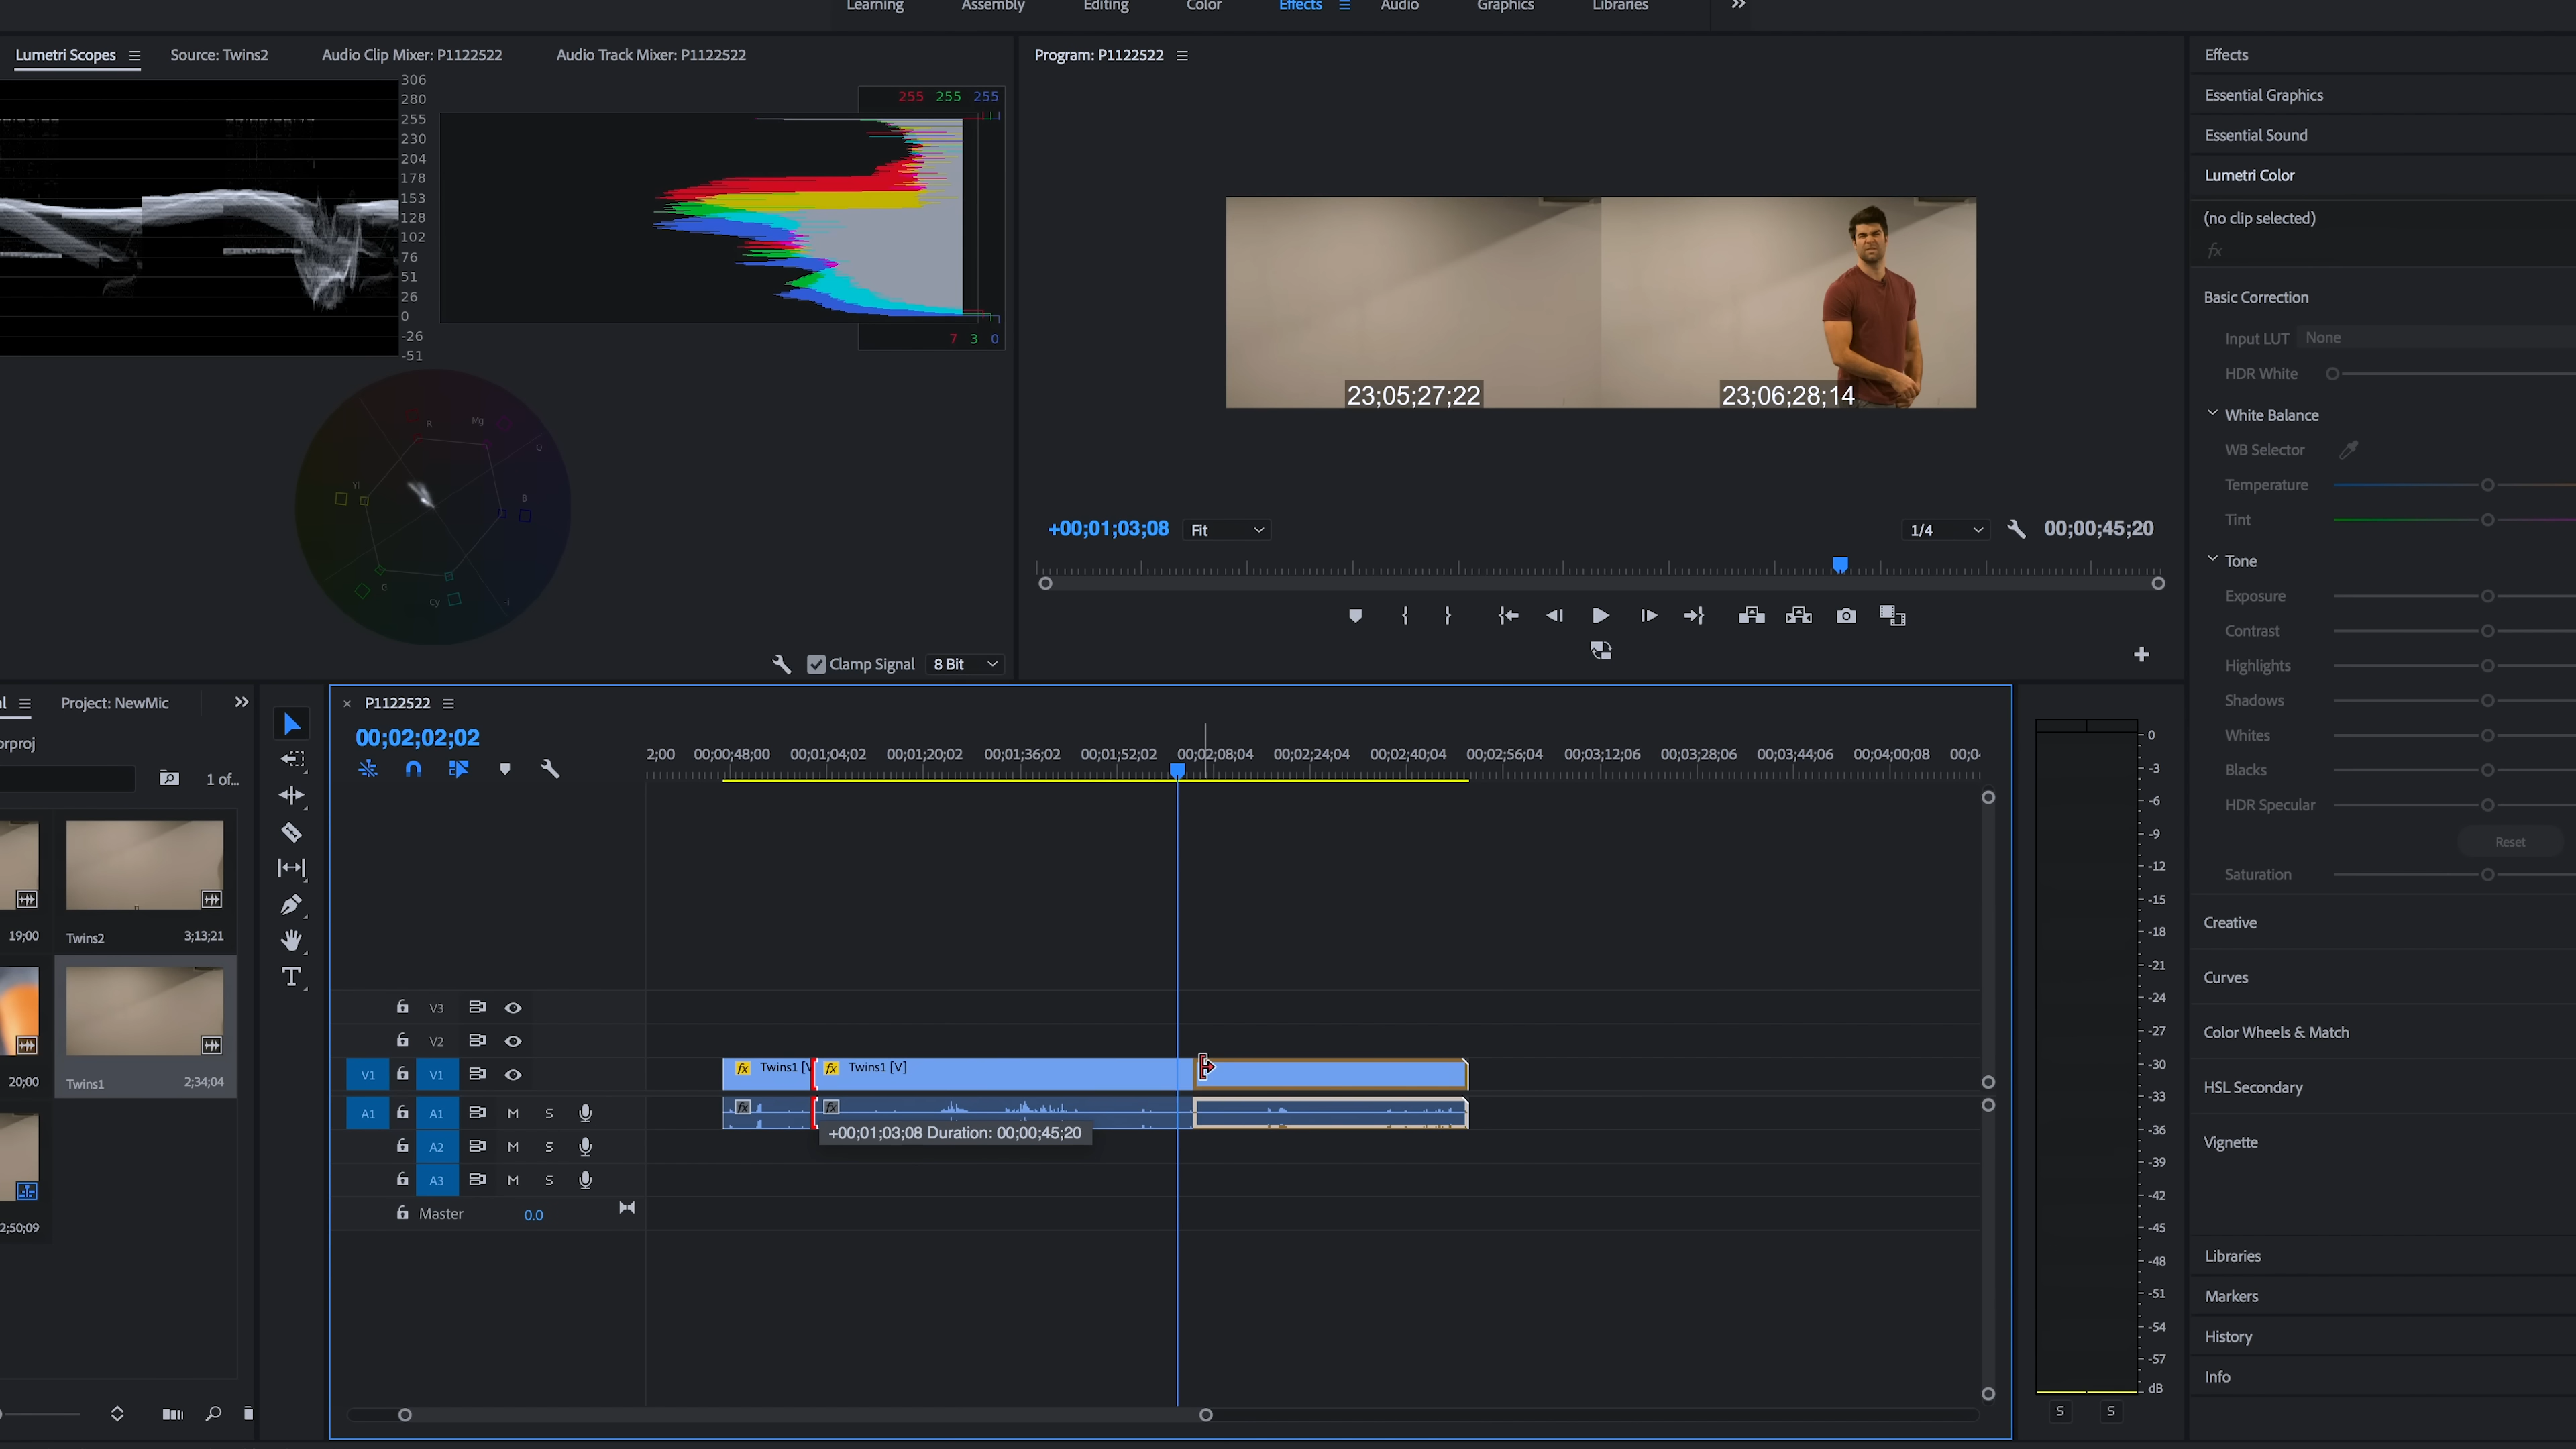 Learning Assembly Editing Color Effects Audio Graphics Libraries
Lumetri Scopes Source: Twins2 Audio Clip Mixer: P1122522 Audio Track Mixer: P1122522
306
280
255
230
204
178
153
128
102
76
51
26
0
-26
-51
255 255 255
7 3 0
R Mg Q B Yl G Cy -I
Clamp Signal 8 Bit
Program: P1122522
23;05;27;22 23;06;28;14
+00;01;03;08 Fit 1/4 00;00;45;20
Effects
Essential Graphics
Essential Sound
Lumetri Color
(no clip selected)
fx
Basic Correction
Input LUT None
HDR White
White Balance
WB Selector
Temperature
Tint
Tone
Exposure
Contrast
Highlights
Shadows
Whites
Blacks
HDR Specular
Reset
Saturation
Creative
Curves
Color Wheels & Match
HSL Secondary
Vignette
Libraries
Markers
History
Info
Project: NewMic
orproj
1 of...
19;00 Twins2 3;13;21
20;00 Twins1 2;34;04
2;50;09
P1122522
00;02;02;02
2;00 00;00;48;00 00;01;04;02 00;01;20;02 00;01;36;02 00;01;52;02 00;02;08;04 00;02;24;04 00;02;40;04 00;02;56;04 00;03;12;06 00;03;28;06 00;03;44;06 00;04;00;08 00;0
V3
V2
V1 V1 fx Twins1 [V fx Twins1 [V]
A1 A1 M S fx fx
+00;01;03;08 Duration: 00;00;45;20
A2 M S
A3 M S
Master 0.0
0
-3
-6
-9
-12
-15
-18
-21
-24
-27
-30
-33
-36
-39
-42
-45
-48
-51
-54
-57
dB
S S